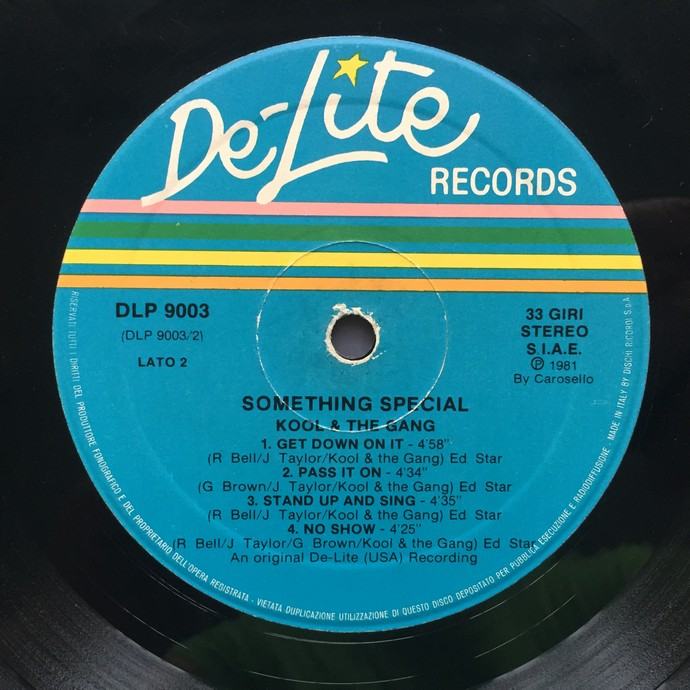 De-Lite
RECORDS
DLP 9003
(DLP 9003/2)
LATO 2
33 GIRI
STEREO
S.I.A.E.
℗ 1981
By Carosello
SOMETHING SPECIAL
KOOL & THE GANG
1. GET DOWN ON IT - 4'58"
(R Bell/J Taylor/Kool & the Gang) Ed Star
2. PASS IT ON - 4'34"
(G Brown/J Taylor/Kool & the Gang) Ed Star
3. STAND UP AND SING - 4'35"
(R Bell/J Taylor/Kool & the Gang) Ed Star
4. NO SHOW - 4'25"
(R Bell/J Taylor/G Brown/Kool & the Gang) Ed Star
An original De-Lite (USA) Recording
RISERVATI TUTTI I DIRITTI DEL PRODUTTORE FONOGRAFICO E DEL PROPRIETARIO DELL'OPERA REGISTRATA - VIETATA DUPLICAZIONE UTILIZZAZIONE DI QUESTO DISCO DEPOSITATO PER PUBBLICA ESECUZIONE E RADIODIFFUSIONE - MADE IN ITALY BY DISCHI RICORDI S.p.A.